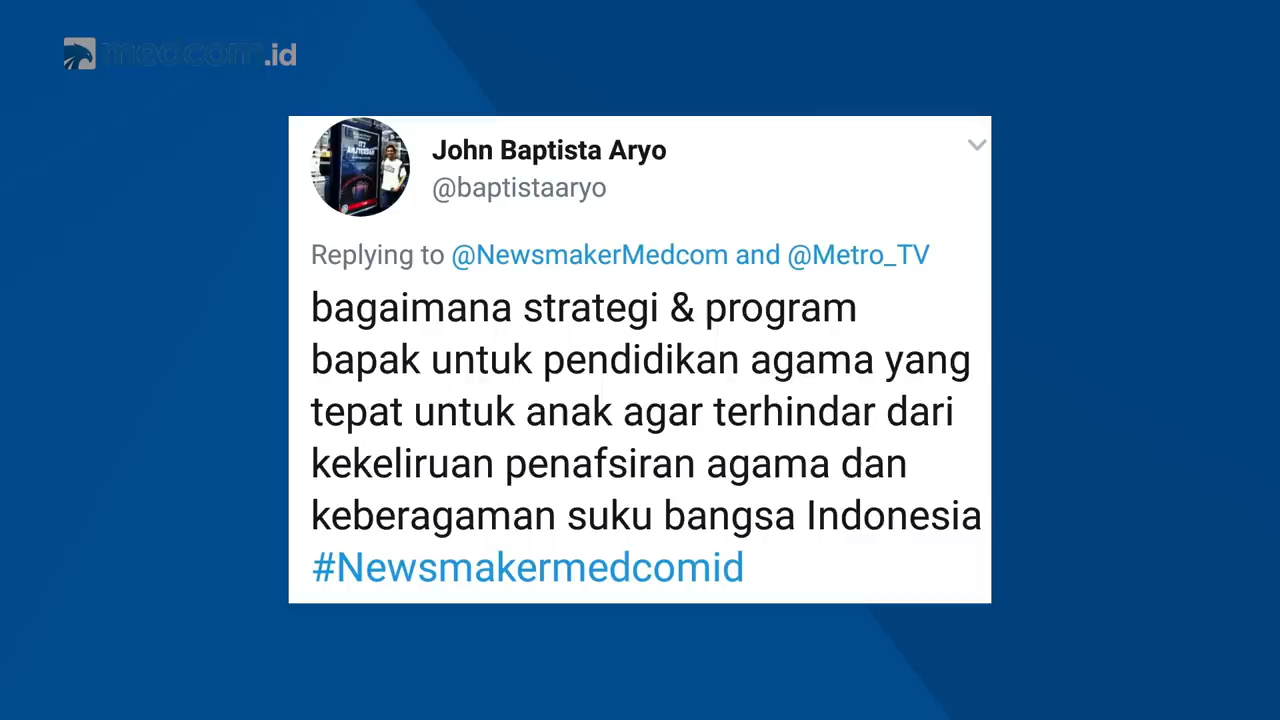 medcom.id
John Baptista Aryo
@baptistaaryo
Replying to @NewsmakerMedcom and @Metro_TV
bagaimana strategi & program
bapak untuk pendidikan agama yang
tepat untuk anak agar terhindar dari
kekeliruan penafsiran agama dan
keberagaman suku bangsa Indonesia
#Newsmakermedcomid